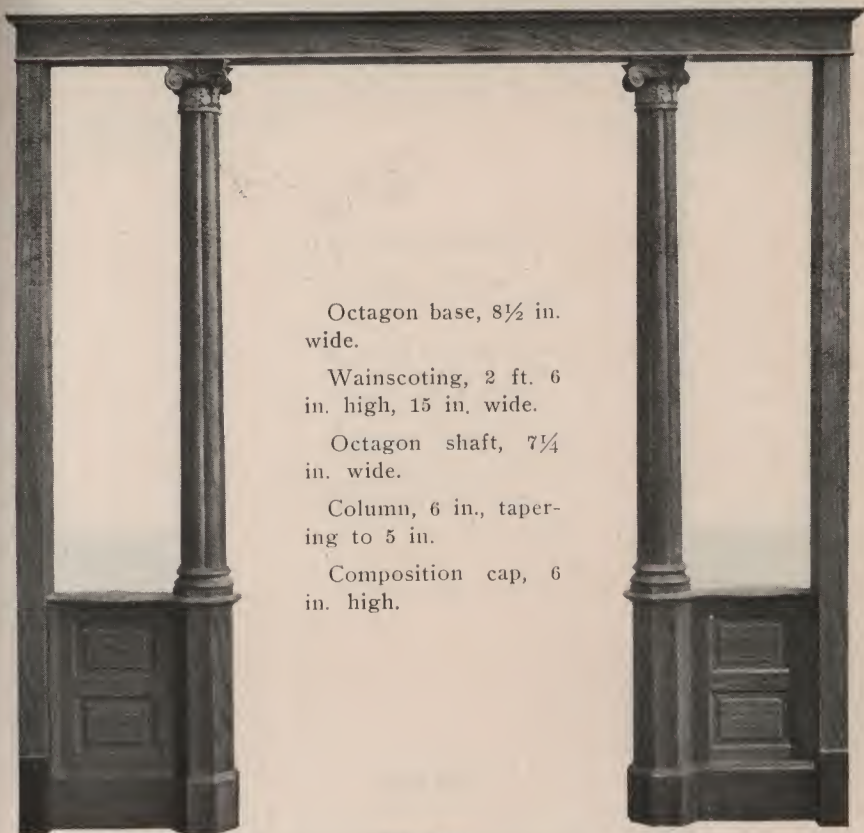 Octagon base, 8½ in.
wide.
Wainscoting, 2 ft. 6
in. high, 15 in. wide.
Octagon shaft, 7¼
in. wide.
Column, 6 in., taper-
ing to 5 in.
Composition cap, 6
in. high.